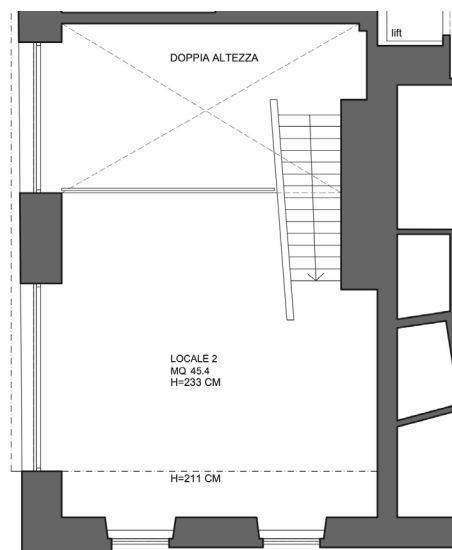 lift
DOPPIA ALTEZZA
LOCALE 2
MQ 45.4
H=233 CM
H=211 CM